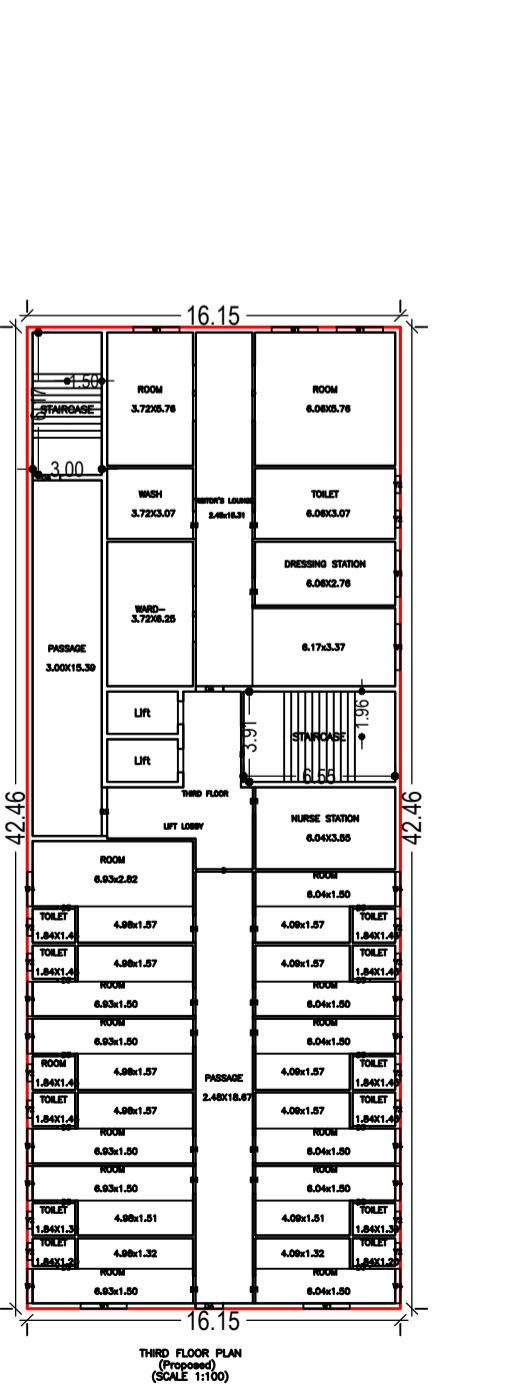 16.15
1.50
STAIRCASE
6.17
3.00
ROOM
3.72X5.76
ROOM
6.06X5.76
WASH
3.72X3.07
VISITOR'S LOUNGE
TOILET
6.06X3.07
DRESSING STATION
6.06X2.76
WARD-
3.72X6.25
6.17x3.37
PASSAGE
3.00X15.39
Lift
Lift
3.91
STAIRCASE
1.96
6.55
THIRD FLOOR
LIFT LOBBY
42.46
42.46
NURSE STATION
6.04X3.55
ROOM
6.93x2.82
ROOM
6.04x1.50
TOILET
4.98x1.57
4.09x1.57
TOILET
TOILET
4.98x1.57
4.09x1.57
TOILET
ROOM
6.93x1.50
ROOM
6.04x1.50
ROOM
6.93x1.50
ROOM
6.04x1.50
ROOM
4.98x1.57
PASSAGE
2.48X18.67
4.09x1.57
TOILET
TOILET
4.98x1.57
4.09x1.57
TOILET
ROOM
6.93x1.50
ROOM
6.04x1.50
ROOM
6.93x1.50
ROOM
6.04x1.50
TOILET
4.98x1.51
4.09x1.51
TOILET
TOILET
4.98x1.32
4.09x1.32
TOILET
ROOM
6.93x1.50
ROOM
6.04x1.50
16.15
THIRD FLOOR PLAN
(Proposed)
(SCALE 1:100)